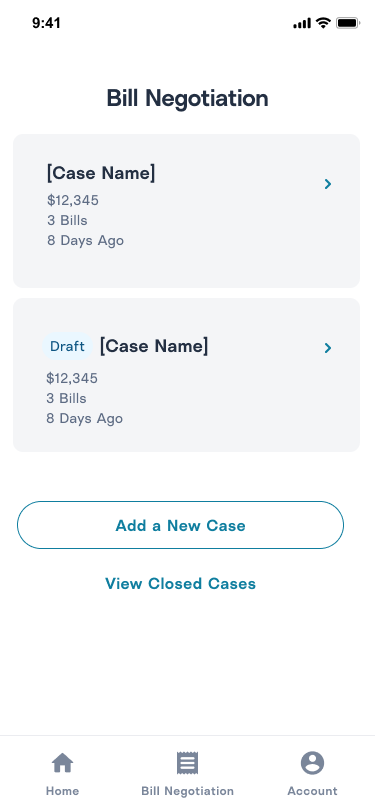 9:41
Bill Negotiation
[Case Name]
$12,345
3 Bills
8 Days Ago
Draft [Case Name]
$12,345
3 Bills
8 Days Ago
Add a New Case
View Closed Cases
Home Bill Negotiation Account